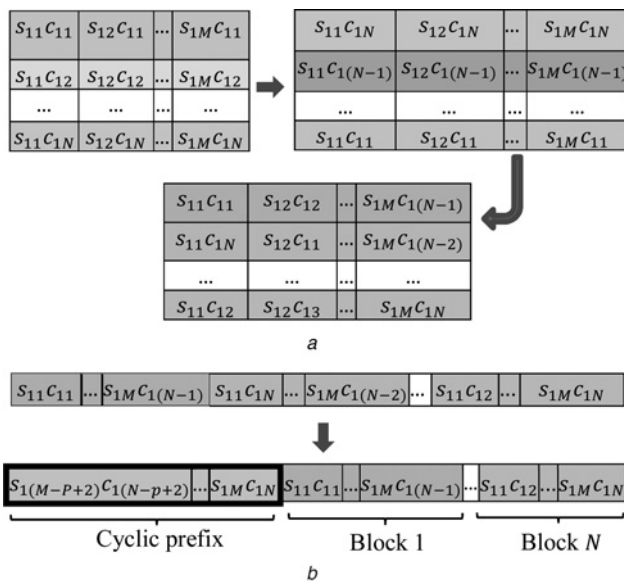 s₁₁c₁₁ s₁₂c₁₁ ... s₁Mc₁₁
s₁₁c₁₂ s₁₂c₁₂ ... s₁Mc₁₂
... ... ... ...
s₁₁c₁N s₁₂c₁N ... s₁Mc₁N
s₁₁c₁N s₁₂c₁N ... s₁Mc₁N
s₁₁c₁(N−1) s₁₂c₁(N−1) ... s₁Mc₁(N−1)
... ... ... ...
s₁₁c₁₁ s₁₂c₁₁ ... s₁Mc₁₁
s₁₁c₁₁ s₁₂c₁₂ ... s₁Mc₁(N−1)
s₁₁c₁N s₁₂c₁₁ ... s₁Mc₁(N−2)
... ... ... ...
s₁₁c₁₂ s₁₂c₁₃ ... s₁Mc₁N
a
s₁₁c₁₁ ... s₁Mc₁(N−1) s₁₁c₁N ... s₁Mc₁(N−2) ... s₁₁c₁₂ ... s₁Mc₁N
s₁(M−P+2)c₁(N−p+2) ... s₁Mc₁N s₁₁c₁₁ ... s₁Mc₁(N−1) ... s₁₁c₁₂ ... s₁Mc₁N
Cyclic prefix Block 1 Block N
b